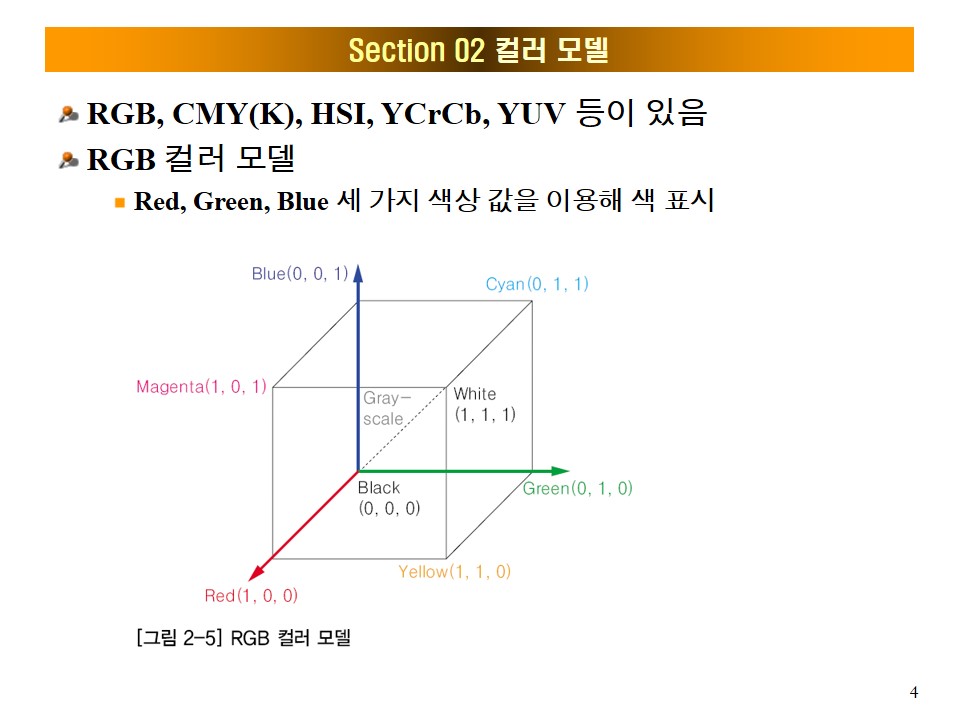 Section 02 컬러 모델
RGB, CMY(K), HSI, YCrCb, YUV 등이 있음
RGB 컬러 모델
Red, Green, Blue 세 가지 색상 값을 이용해 색 표시
Blue(0, 0, 1)
Cyan(0, 1, 1)
Magenta(1, 0, 1)
Gray-
scale
White
(1, 1, 1)
Black
(0, 0, 0)
Green(0, 1, 0)
Yellow(1, 1, 0)
Red(1, 0, 0)
[그림 2-5] RGB 컬러 모델
4